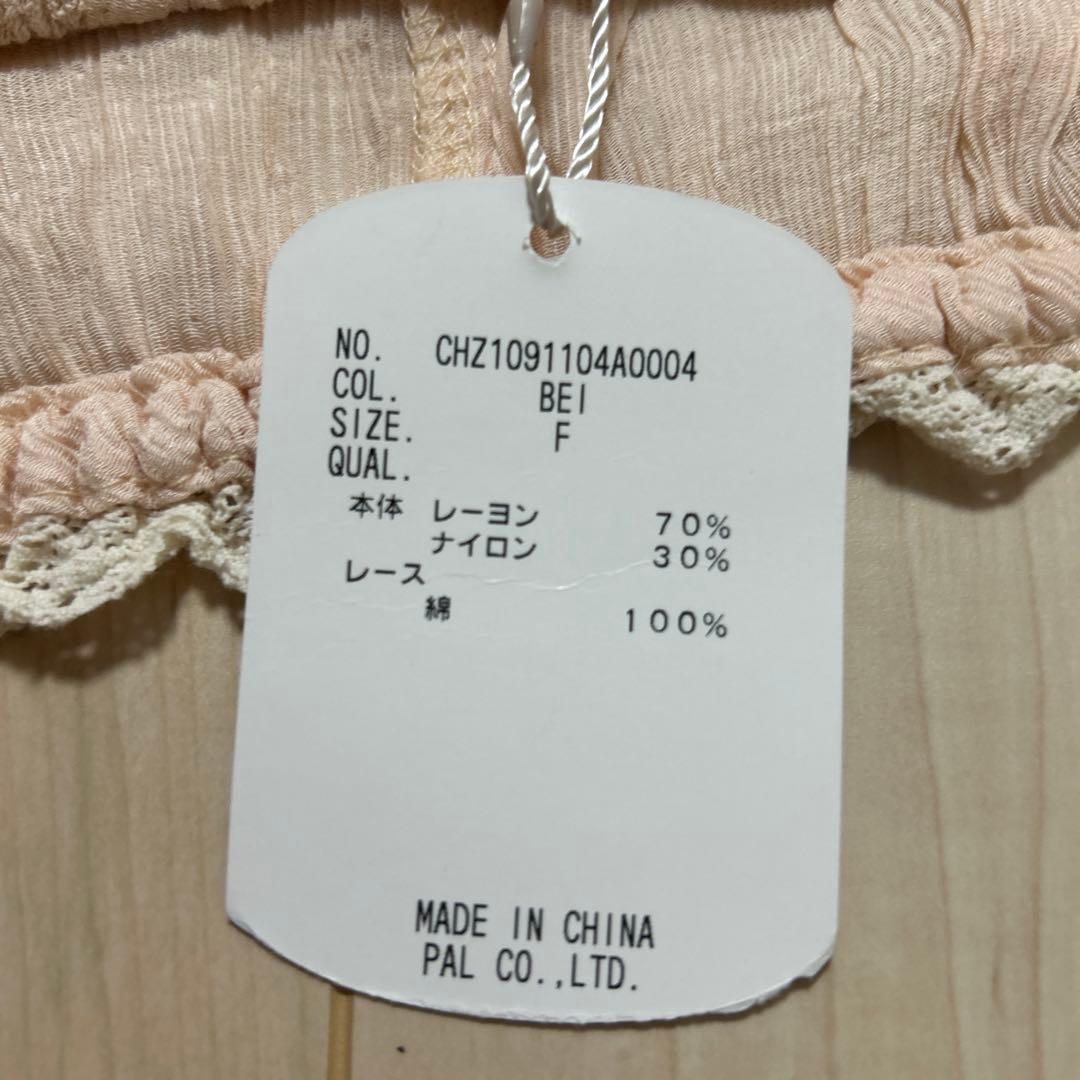 NO. CHZ1091104A0004
COL. BEI
SIZE. F
QUAL.
本体 レーヨン 70%
ナイロン 30%
レース
綿 100%
MADE IN CHINA
PAL CO.,LTD.